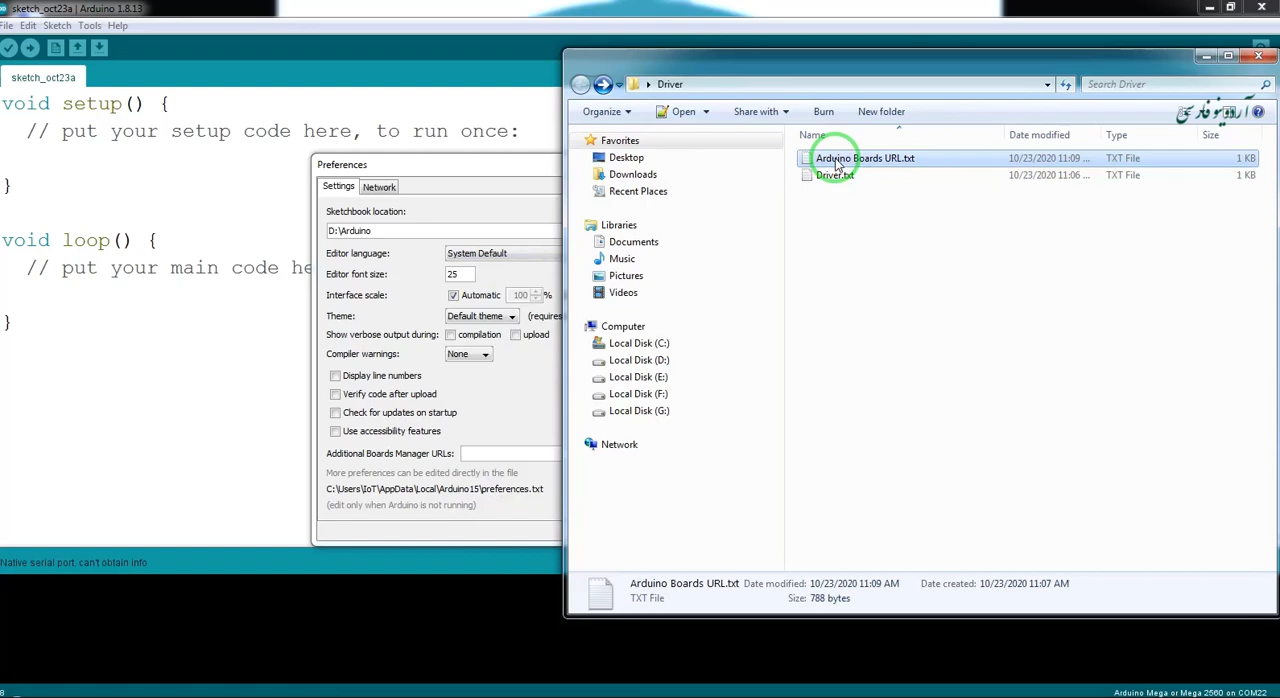 sketch_oct23a | Arduino 1.8.13
File Edit Sketch Tools Help
sketch_oct23a
void setup() {
// put your setup code here, to run once:
}
void loop() {
// put your main code he
}
Preferences
Settings Network
Sketchbook location:
D:\Arduino
Editor language: System Default
Editor font size: 25
Interface scale: Automatic 100 %
Theme: Default theme (requires
Show verbose output during: compilation upload
Compiler warnings: None
Display line numbers
Verify code after upload
Check for updates on startup
Use accessibility features
Additional Boards Manager URLs:
More preferences can be edited directly in the file
C:\Users\IoT\AppData\Local\Arduino15\preferences.txt
(edit only when Arduino is not running)
Driver
Search Driver
Organize Open Share with Burn New folder
آردوینو فارسی
Name Date modified Type Size
Arduino Boards URL.txt 10/23/2020 11:09 ... TXT File 1 KB
Driver.txt 10/23/2020 11:06 ... TXT File 1 KB
Favorites
Desktop
Downloads
Recent Places
Libraries
Documents
Music
Pictures
Videos
Computer
Local Disk (C:)
Local Disk (D:)
Local Disk (E:)
Local Disk (F:)
Local Disk (G:)
Network
Arduino Boards URL.txt Date modified: 10/23/2020 11:09 AM Date created: 10/23/2020 11:07 AM
TXT File Size: 788 bytes
Native serial port, can't obtain info
8 Arduino Mega or Mega 2560 on COM22